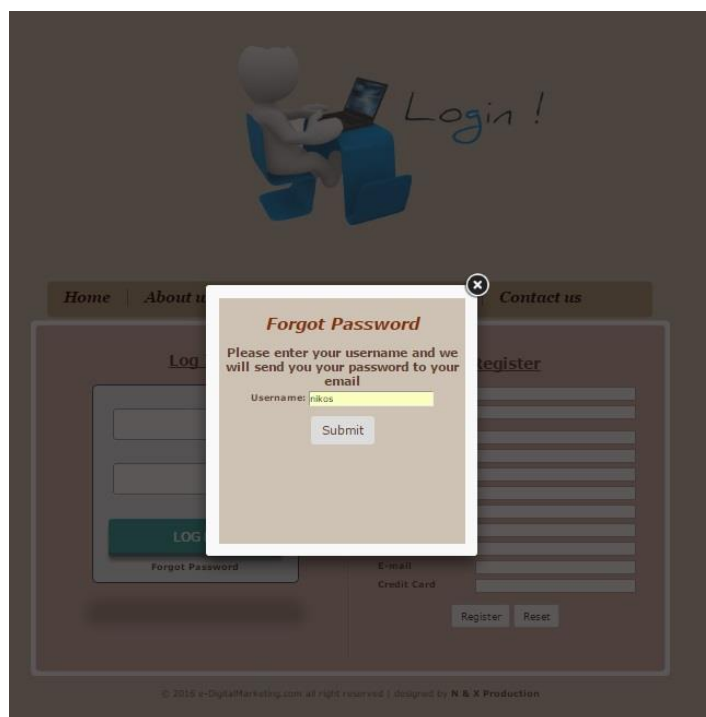 Login !
Home
About u
Contact us
Forgot Password
Please enter your username and we
will send you your password to your
email
Username: nikos
Submit
Log
LOG
Forgot Password
egister
E-mail
Credit Card
Register Reset
© 2016 e-DigitalMarketing.com all right reserved | designed by N & X Production